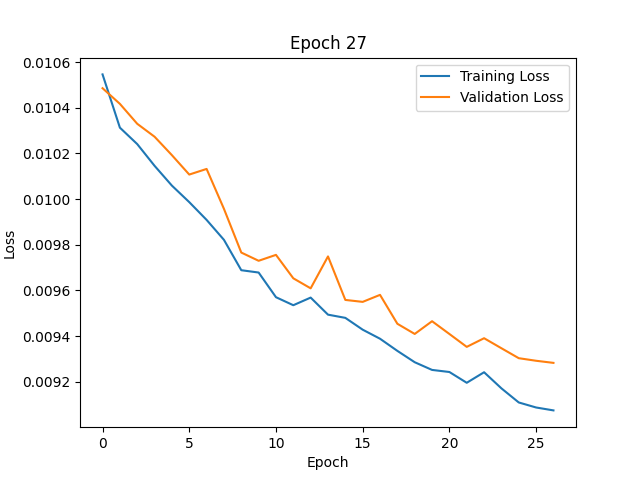 Epoch 27
Training Loss
Validation Loss
0.0106
0.0104
0.0102
0.0100
0.0098
0.0096
0.0094
0.0092
Loss
0 5 10 15 20 25
Epoch